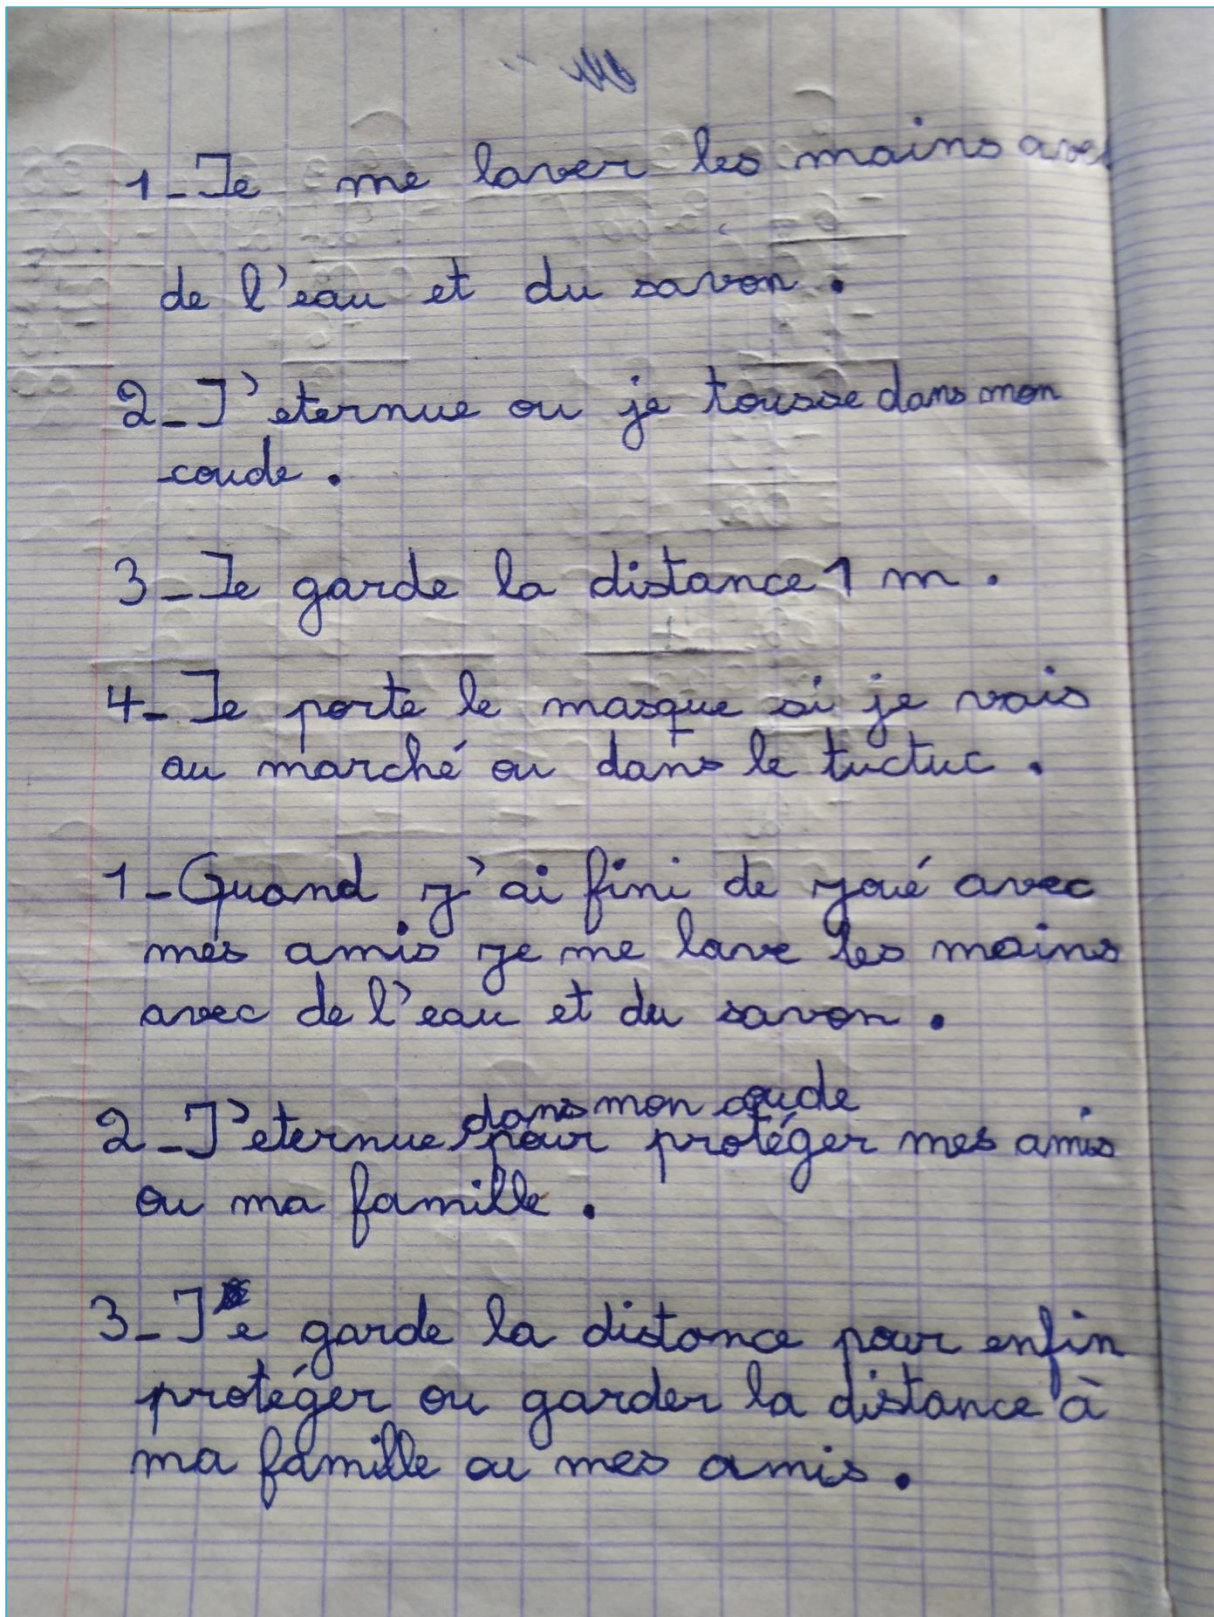 1_Je me laver les mains avec
de l'eau et du savon.
2_J'eternue ou je tousse dans mon
coude.
3_Je garde la distance 1 m.
4_Je porte le masque si je vais
au marché ou dans le tuctuc.
1_Quand j'ai fini de joué avec
mes amis je me lave les mains
avec de l'eau et du savon.
dans mon coude
2_J'eternue pour protéger mes amis
ou ma famille.
3_Je garde la distance pour enfin
protéger ou garder la distance à
ma famille ou mes amis.